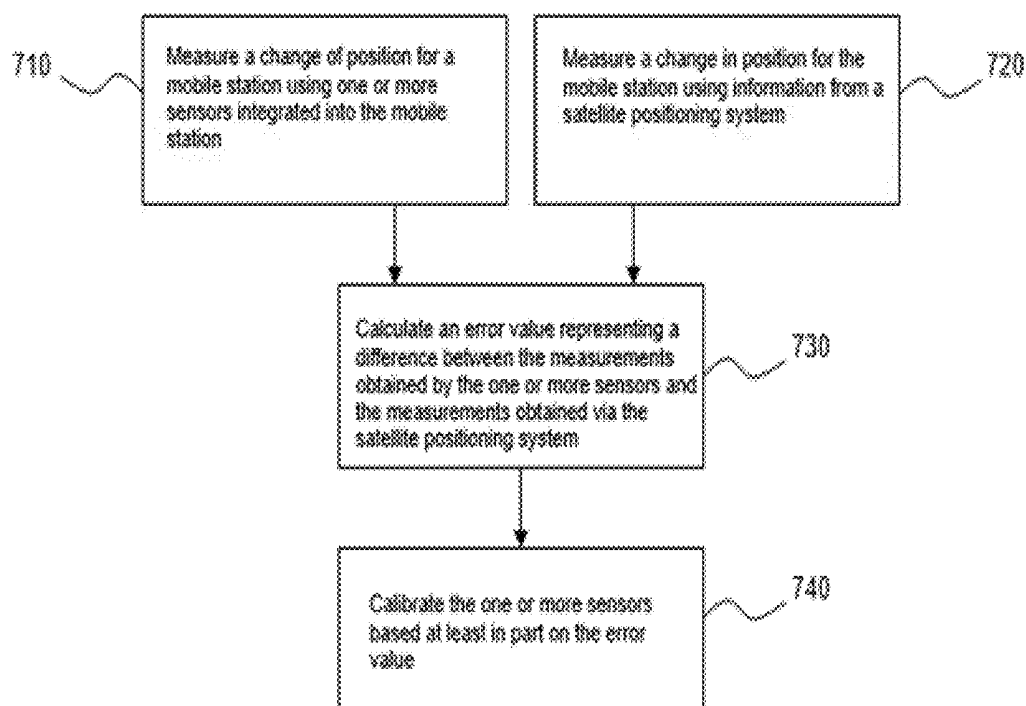 710
Measure a change of position for a
mobile station using one or more
sensors integrated into the mobile
station
Measure a change in position for the
mobile station using information from a
satellite positioning system
720
Calculate an error value representing a
difference between the measurements
obtained by the one or more sensors and
the measurements obtained via the
satellite positioning system
730
Calibrate the one or more sensors
based at least in part on the error
value
740